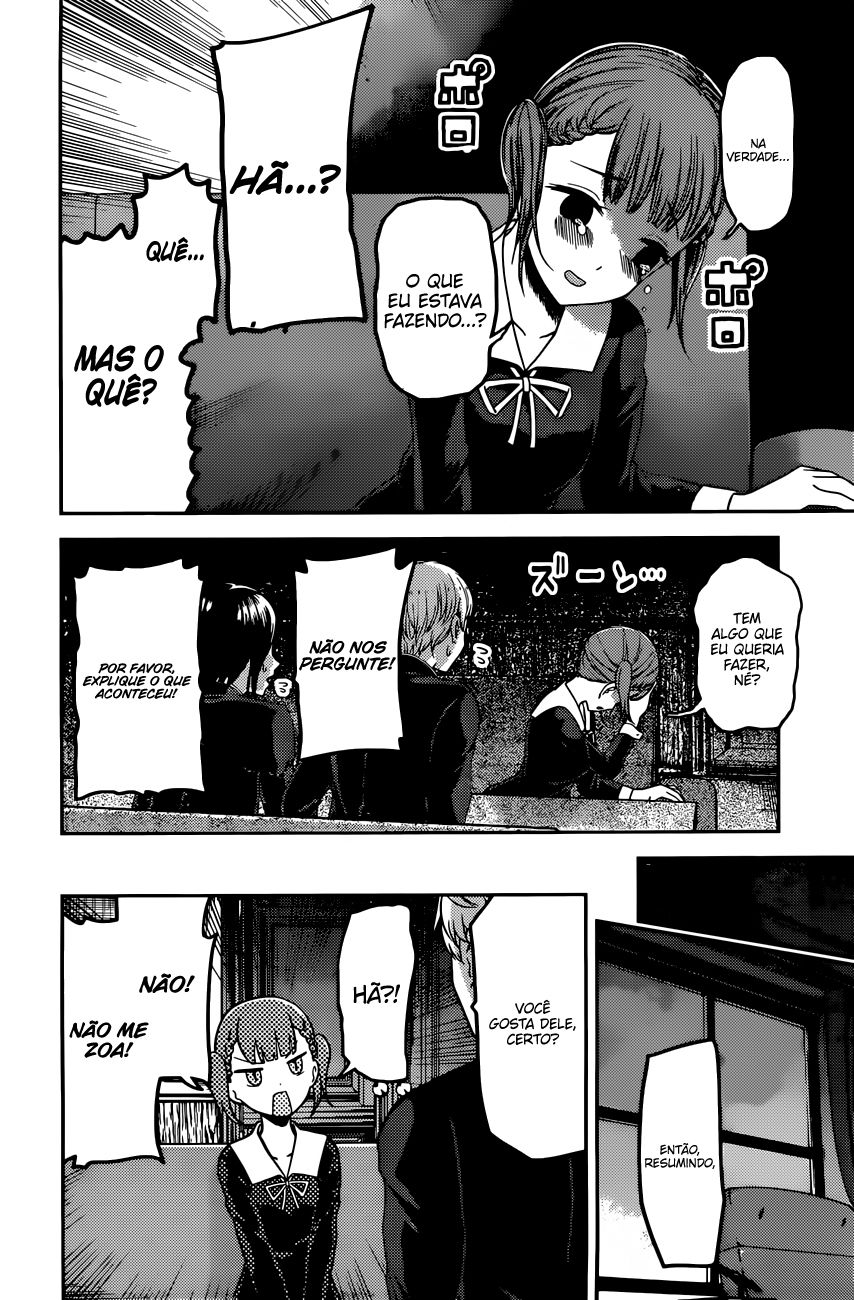 NA
VERDADE...
ポロ
ポロ
O QUE
EU ESTAVA
FAZENDO...?
HÃ...?
QUÊ...
MAS O
QUÊ?
TEM
ALGO QUE
EU QUERIA
FAZER,
NÉ?
ズーン...
NÃO NOS
PERGUNTE!
POR FAVOR,
EXPLIQUE O QUE
ACONTECEU!
ENTÃO,
RESUMINDO,
VOCÊ
GOSTA DELE,
CERTO?
HÃ?!
NÃO!
NÃO ME
ZOA!